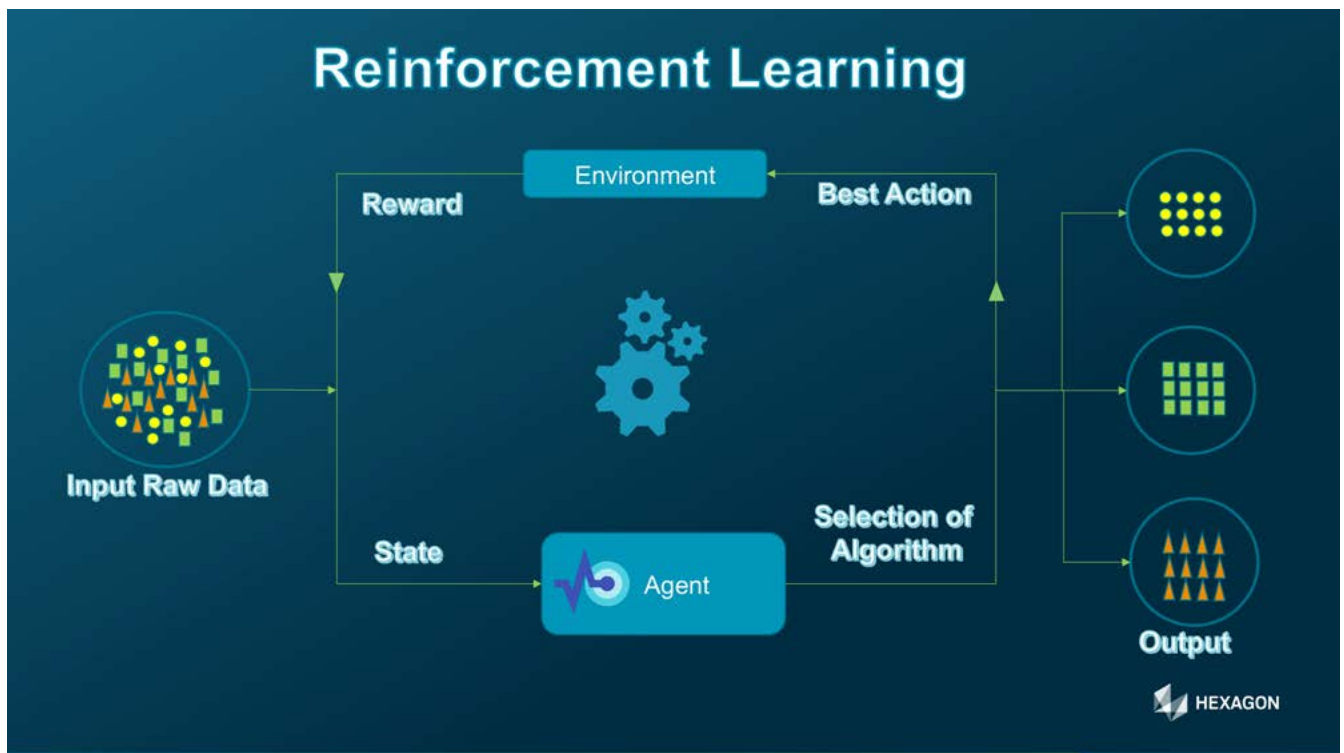 Reinforcement Learning
Environment
Reward
Best Action
Input Raw Data
State
Agent
Selection of
Algorithm
Output
HEXAGON